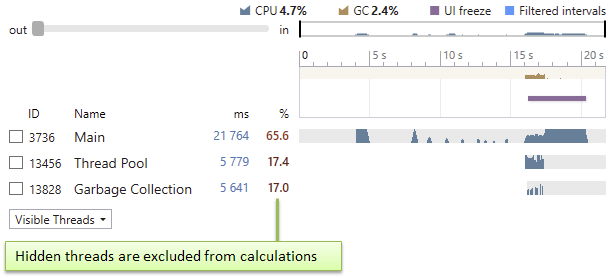 CPU 4.7% GC 2.4% UI freeze Filtered intervals
out in
0 5 s 10 s 15 s 20 s
ID Name ms %
3736 Main 21 764 65.6
13456 Thread Pool 5 779 17.4
13828 Garbage Collection 5 641 17.0
Visible Threads
Hidden threads are excluded from calculations